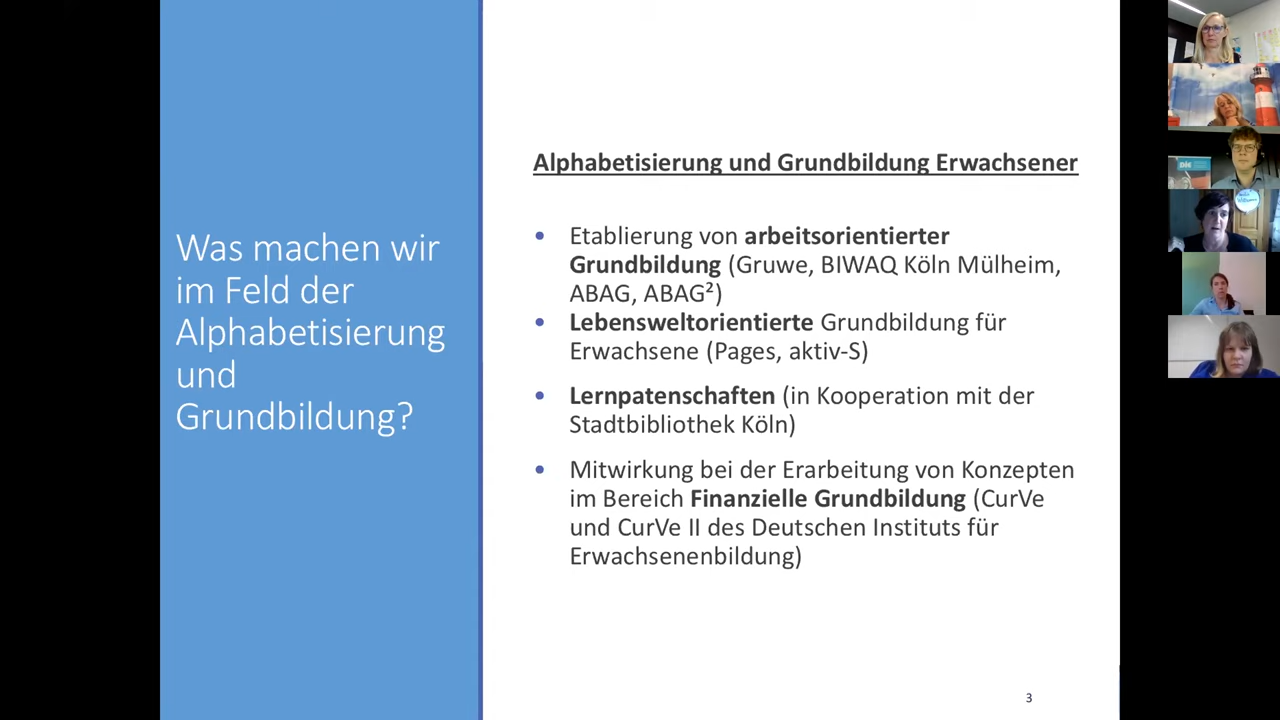 Was machen wir
im Feld der
Alphabetisierung
und
Grundbildung?
Alphabetisierung und Grundbildung Erwachsener
• Etablierung von arbeitsorientierter
Grundbildung (Gruwe, BIWAQ Köln Mülheim,
ABAG, ABAG²)
• Lebensweltorientierte Grundbildung für
Erwachsene (Pages, aktiv-S)
• Lernpatenschaften (in Kooperation mit der
Stadtbibliothek Köln)
• Mitwirkung bei der Erarbeitung von Konzepten
im Bereich Finanzielle Grundbildung (CurVe
und CurVe II des Deutschen Instituts für
Erwachsenenbildung)
3
DIE